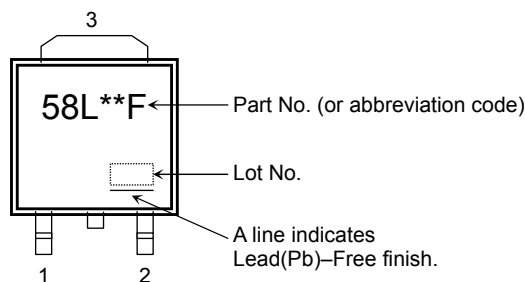 3
58L**F
Part No. (or abbreviation code)
Lot No.
A line indicates
Lead(Pb)–Free finish.
1 2